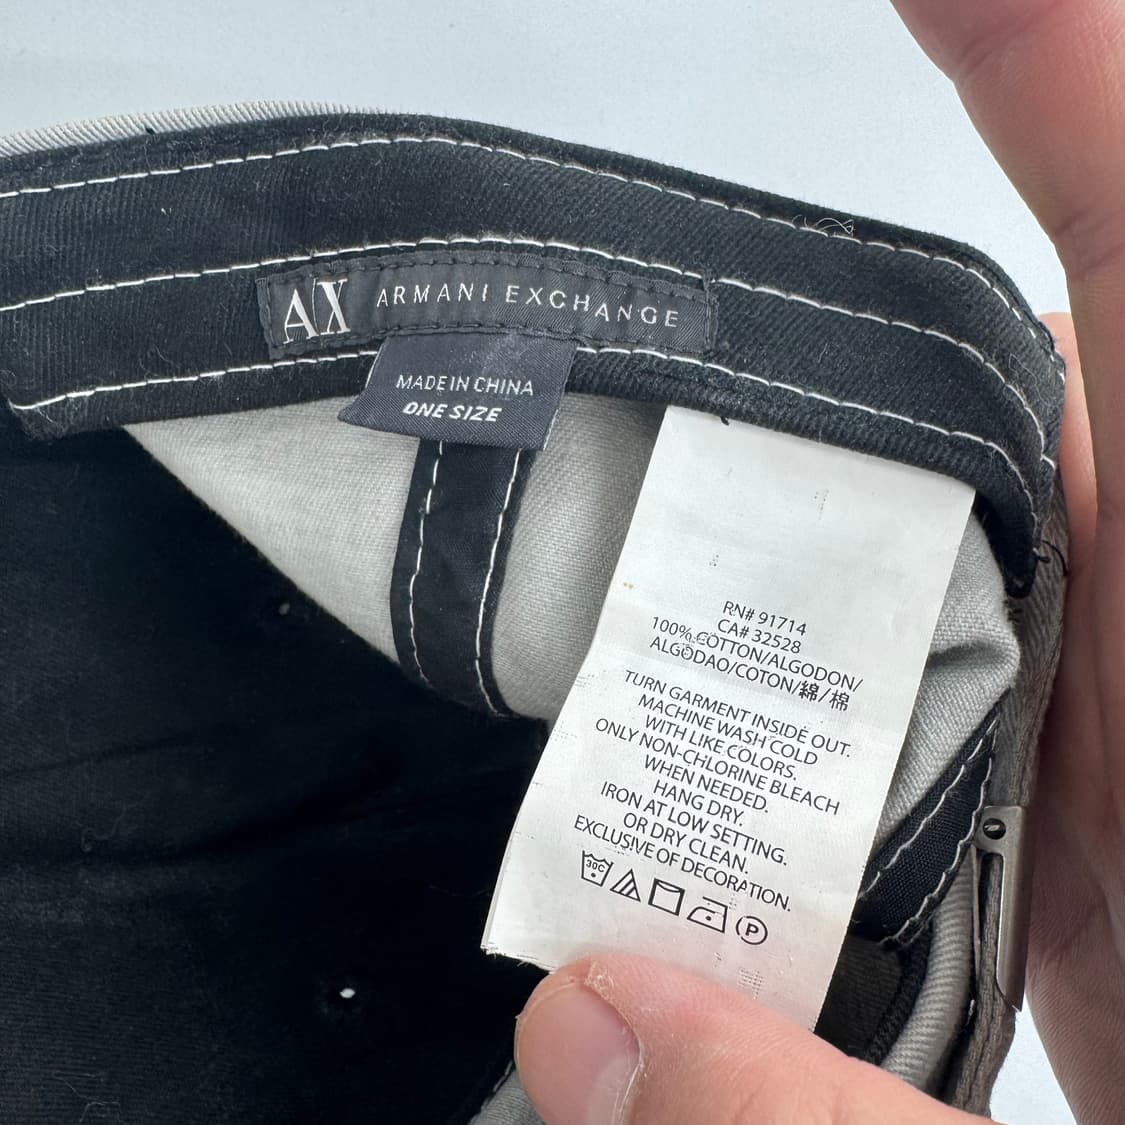 A|X ARMANI EXCHANGE
MADE IN CHINA
ONE SIZE
RN# 91714
CA# 32528
100% COTTON/ALGODON/
ALGODAO/COTON/綿/棉
TURN GARMENT INSIDE OUT.
MACHINE WASH COLD
WITH LIKE COLORS.
ONLY NON-CHLORINE BLEACH
WHEN NEEDED.
HANG DRY.
IRON AT LOW SETTING.
OR DRY CLEAN.
EXCLUSIVE OF DECORATION.
30C P